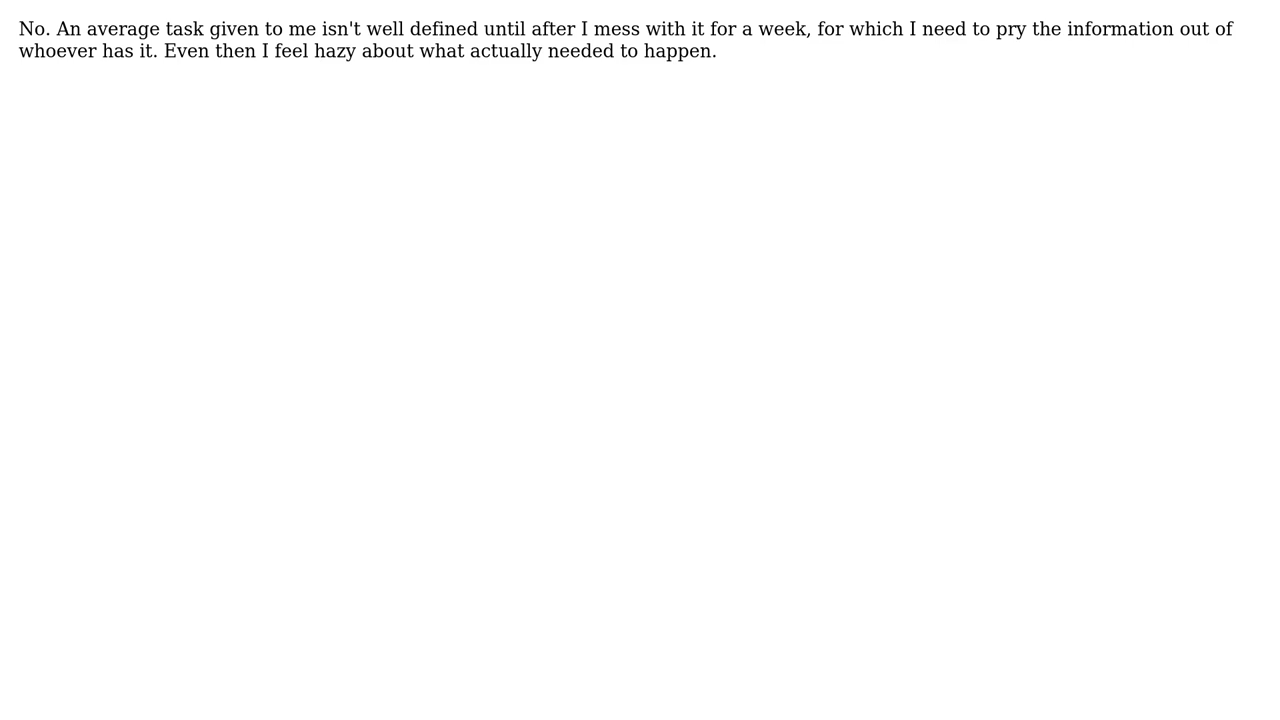 No. An average task given to me isn't well defined until after I mess with it for a week, for which I need to pry the information out of
whoever has it. Even then I feel hazy about what actually needed to happen.